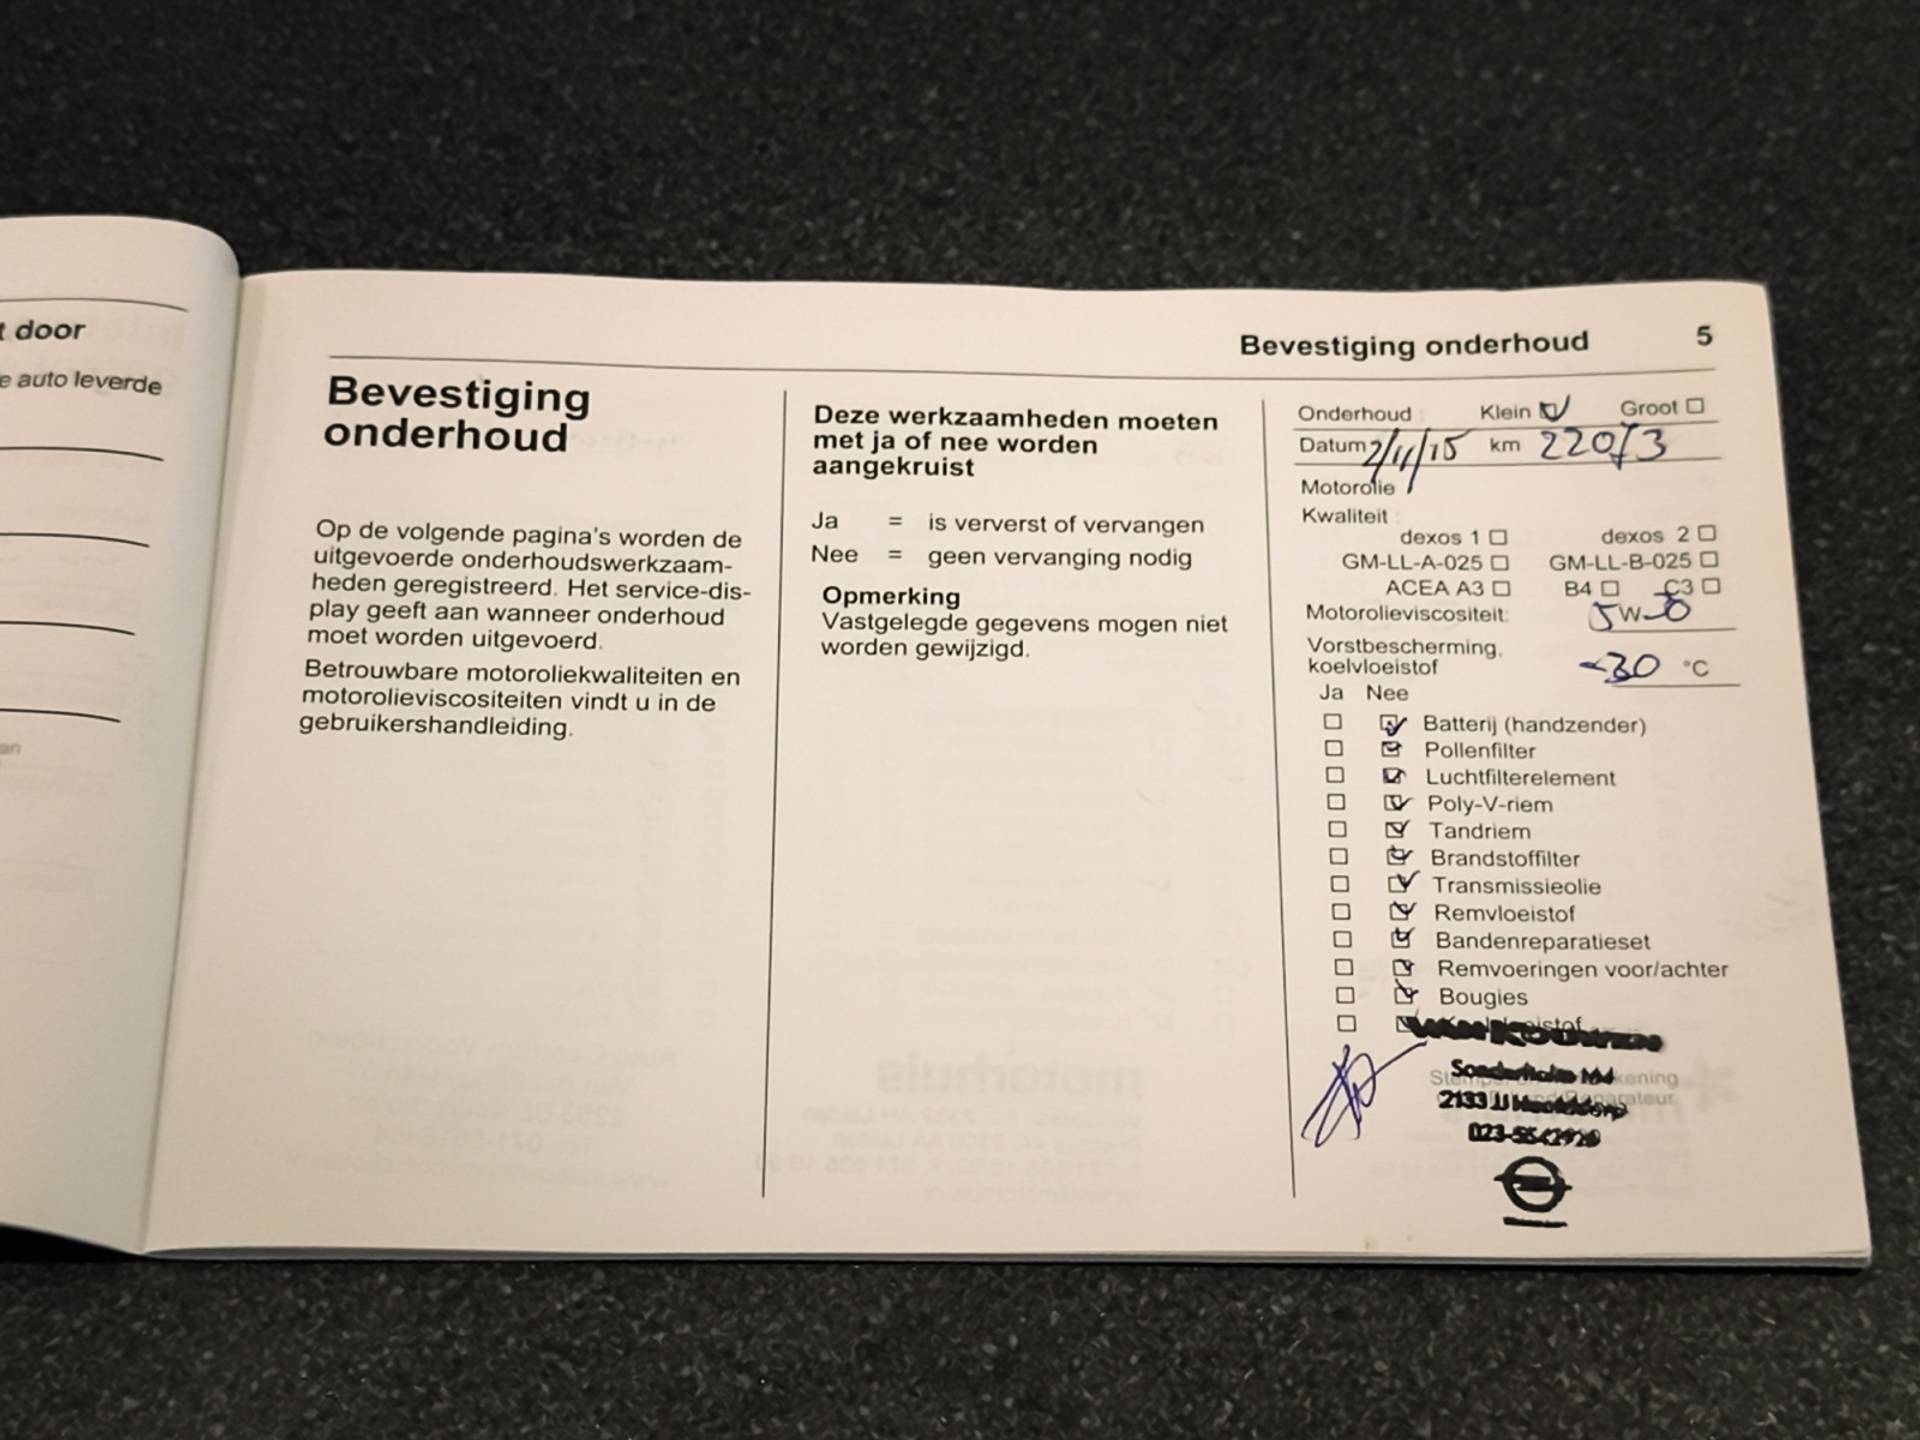 t door
e auto leverde
an
Bevestiging onderhoud 5
Bevestiging
onderhoud
Op de volgende pagina's worden de
uitgevoerde onderhoudswerkzaam-
heden geregistreerd. Het service-dis-
play geeft aan wanneer onderhoud
moet worden uitgevoerd.
Betrouwbare motoroliekwaliteiten en
motorolieviscositeiten vindt u in de
gebruikershandleiding.
Deze werkzaamheden moeten
met ja of nee worden
aangekruist
Ja = is ververst of vervangen
Nee = geen vervanging nodig
Opmerking
Vastgelegde gegevens mogen niet
worden gewijzigd.
Onderhoud : Klein Groot
Datum 2/11/15 km 22073
Motorolie
Kwaliteit :
dexos 1 dexos 2
GM-LL-A-025 GM-LL-B-025
ACEA A3 B4 C3
Motorolieviscositeit: 5W-30
Vorstbescherming,
koelvloeistof -30 °C
Ja Nee
Batterij (handzender)
Pollenfilter
Luchtfilterelement
Poly-V-riem
Tandriem
Brandstoffilter
Transmissieolie
Remvloeistof
Bandenreparatieset
Remvoeringen voor/achter
Bougies
Koelvloeistof
VAN KOUWEN
2133
023-